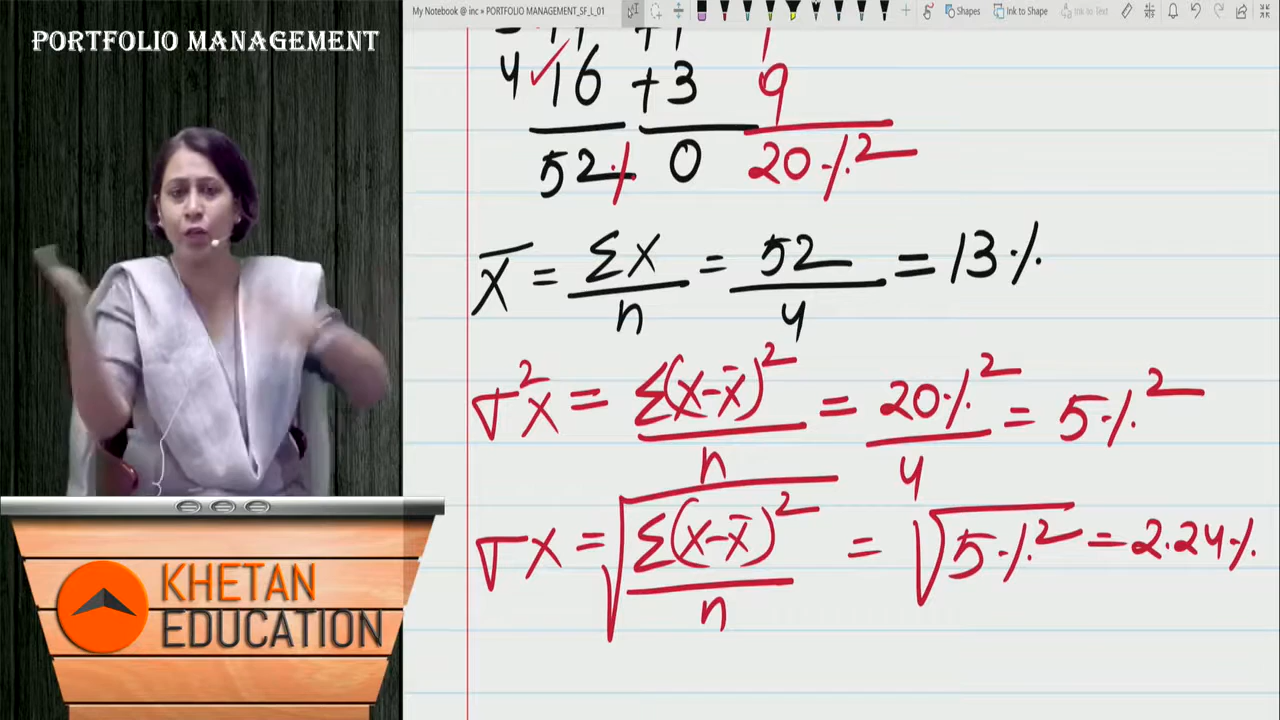 My Notebook @ inc » PORTFOLIO MANAGEMENT_SF_L_01
Shapes Ink to Shape Ink to Text
PORTFOLIO MANAGEMENT
4 ✓16 +3 9
52% 0 20%²
x̄ = Σx/n = 52/4 = 13%
σ²x = Σ(x-x̄)²/n = 20%²/4 = 5%²
σx = √(Σ(x-x̄)²/n) = √5%² = 2.24%
KHETAN
EDUCATION